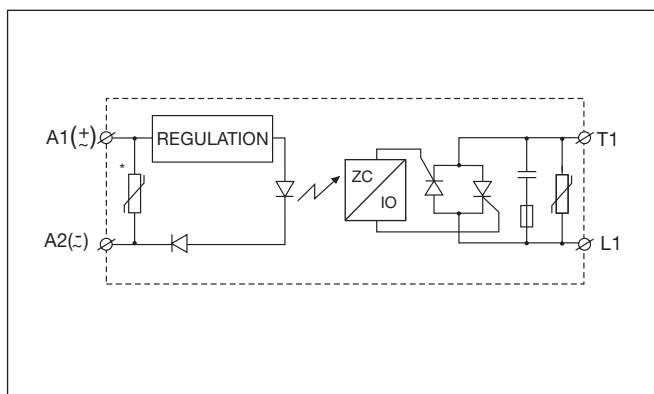 A1(+~)
REGULATION
T1
*
ZC
IO
A2(-~)
L1